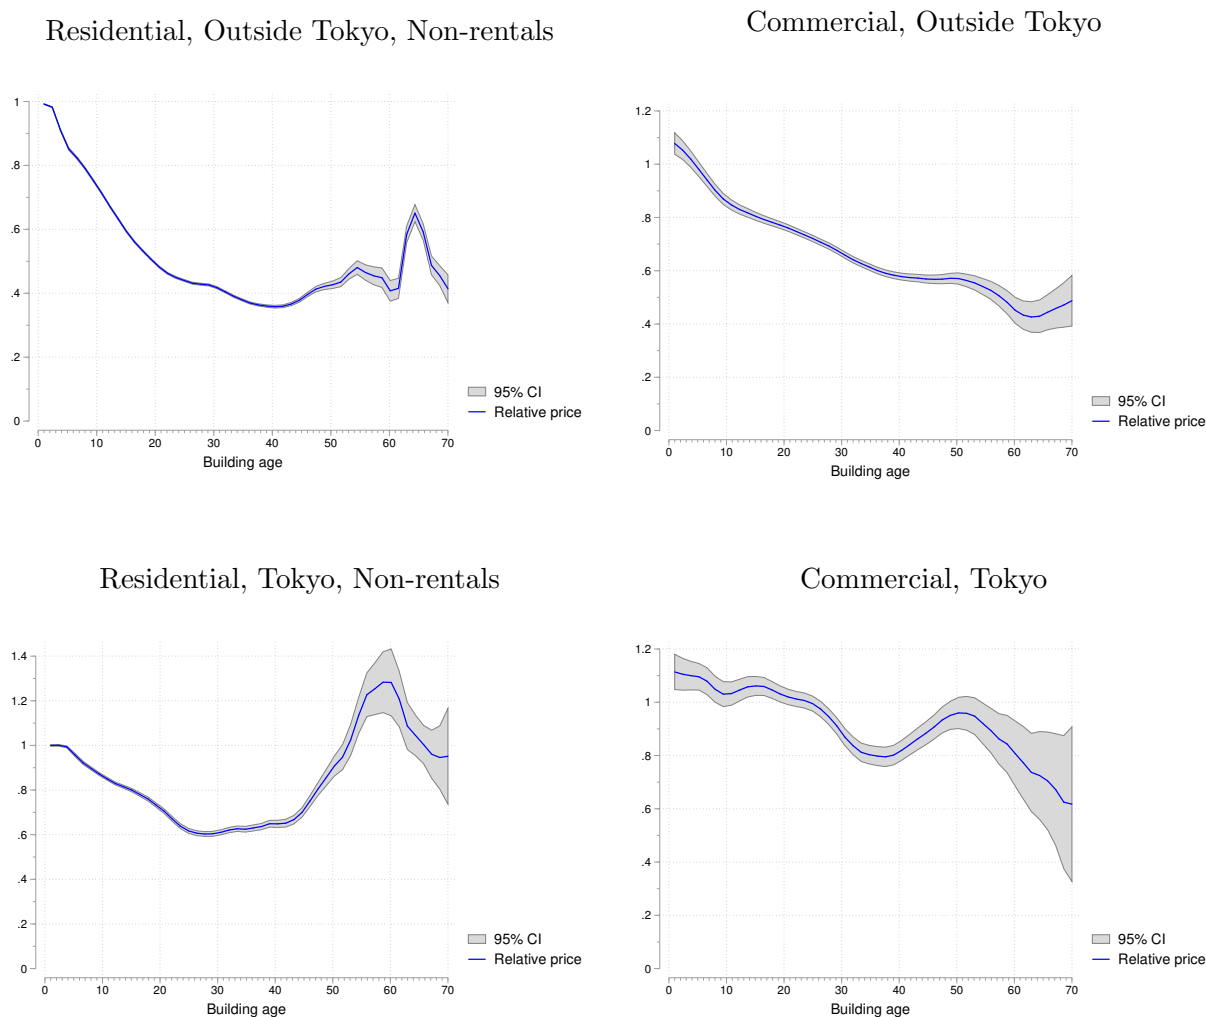 Residential, Outside Tokyo, Non-rentals
1
.8
.6
.4
.2
0
0 10 20 30 40 50 60 70
Building age
95% CI
Relative price
Commercial, Outside Tokyo
1.2
1
.8
.6
.4
.2
0
0 10 20 30 40 50 60 70
Building age
95% CI
Relative price
Residential, Tokyo, Non-rentals
1.4
1.2
1
.8
.6
.4
.2
0
0 10 20 30 40 50 60 70
Building age
95% CI
Relative price
Commercial, Tokyo
1.2
1
.8
.6
.4
.2
0
0 10 20 30 40 50 60 70
Building age
95% CI
Relative price